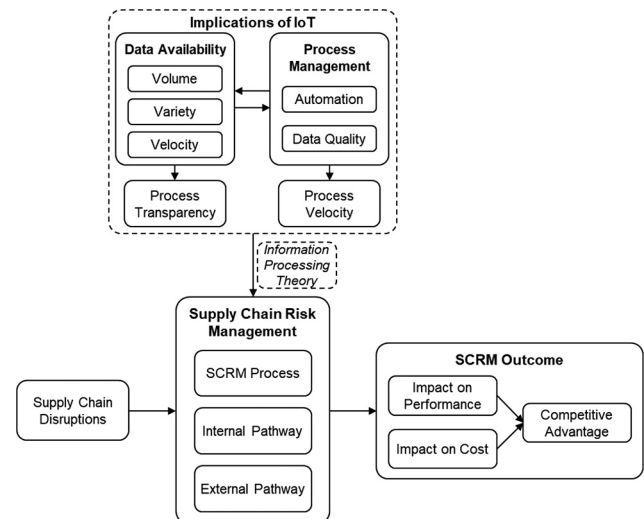 Implications of IoT
Data Availability
Volume
Variety
Velocity
Process
Management
Automation
Data Quality
Process
Transparency
Process
Velocity
Information
Processing
Theory
Supply Chain Risk
Management
SCRM Process
Internal Pathway
External Pathway
Supply Chain
Disruptions
SCRM Outcome
Impact on
Performance
Impact on Cost
Competitive
Advantage